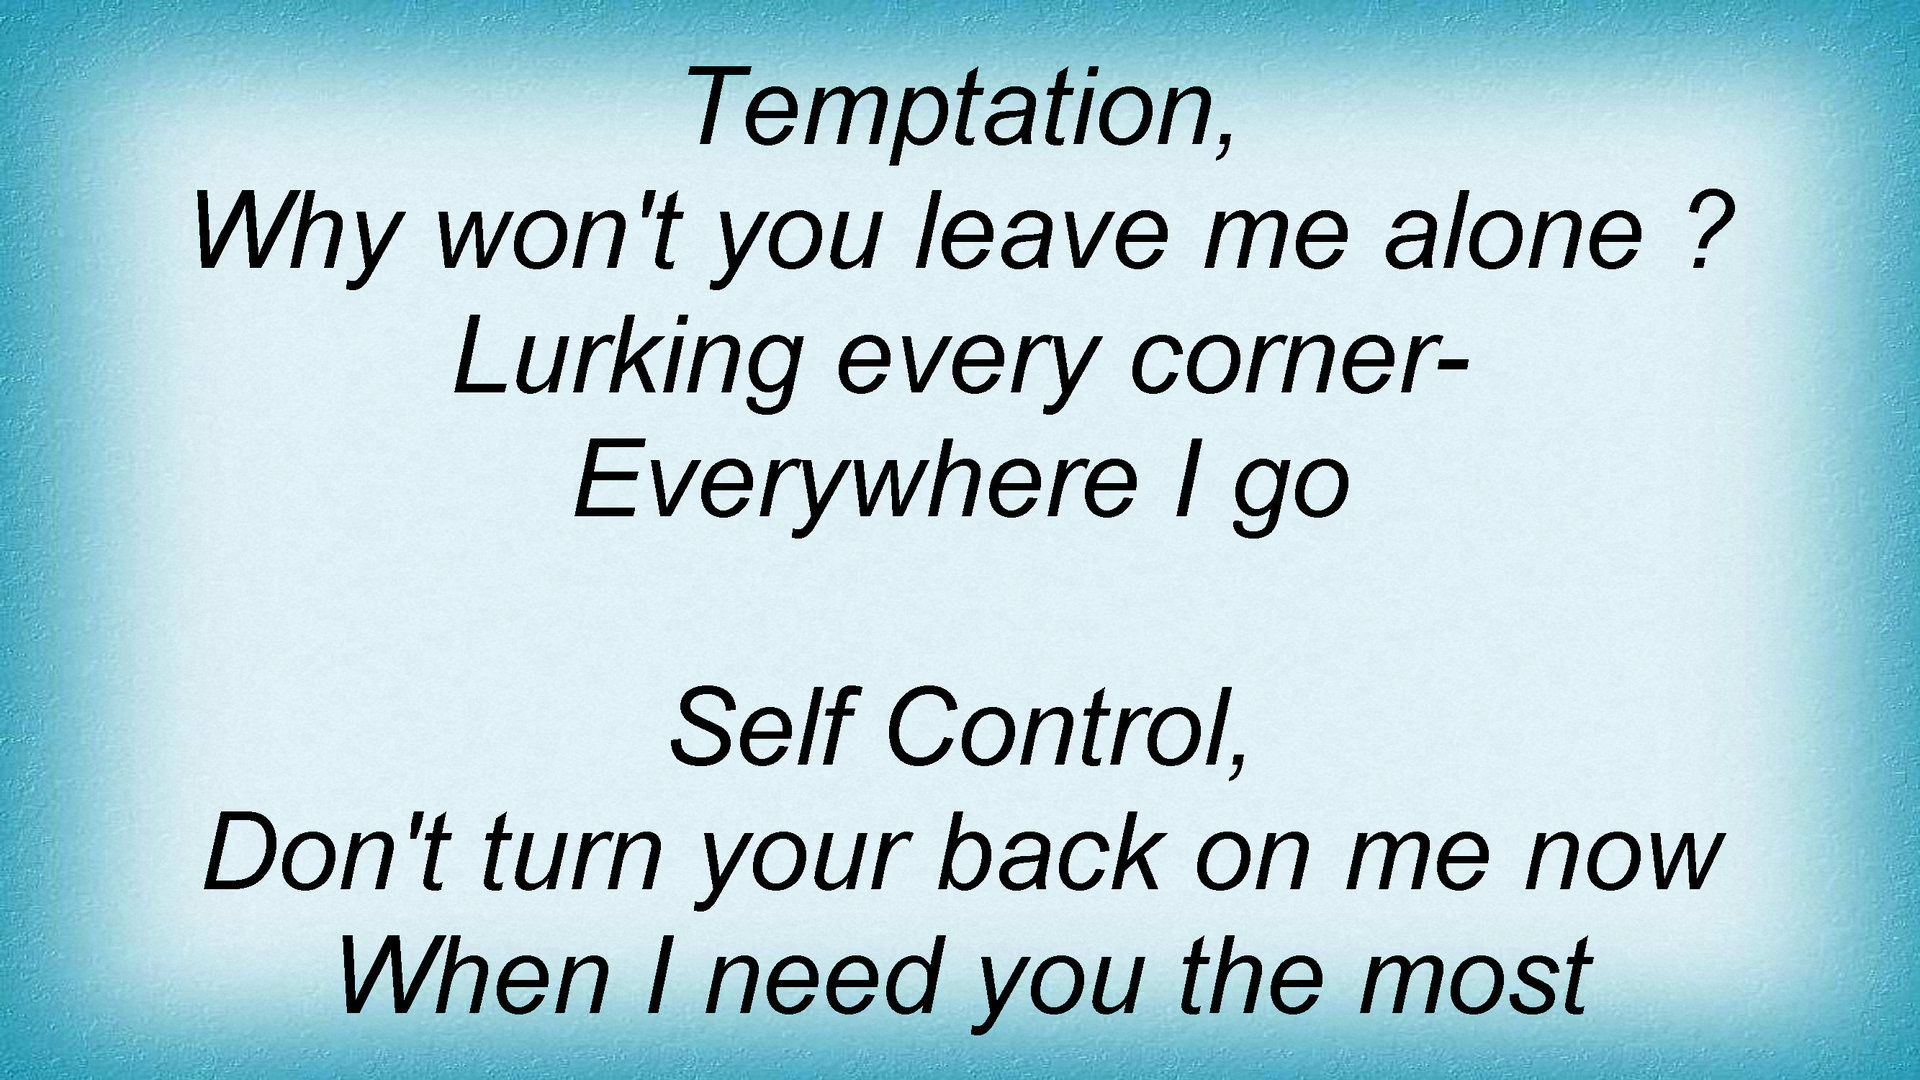 Temptation,
Why won't you leave me alone ?
Lurking every corner-
Everywhere I go
Self Control,
Don't turn your back on me now
When I need you the most